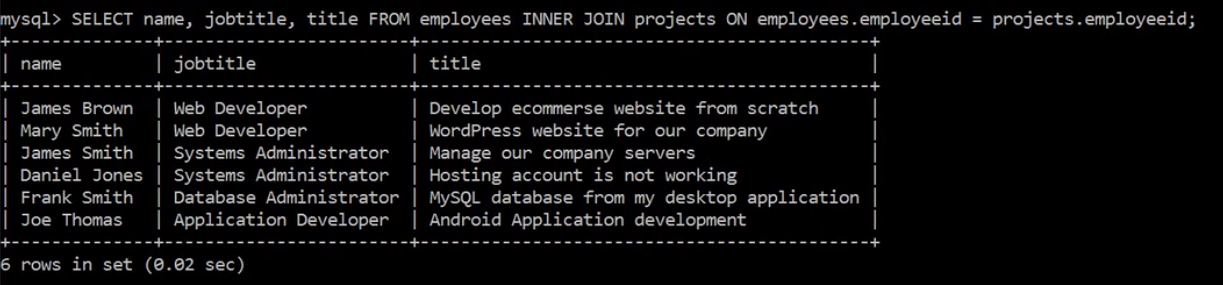 mysql> SELECT name, jobtitle, title FROM employees INNER JOIN projects ON employees.employeeid = projects.employeeid;
+--------------+------------------------+------------------------------------------+
| name         | jobtitle               | title                                    |
+--------------+------------------------+------------------------------------------+
| James Brown  | Web Developer          | Develop ecommerse website from scratch   |
| Mary Smith   | Web Developer          | WordPress website for our company        |
| James Smith  | Systems Administrator  | Manage our company servers               |
| Daniel Jones | Systems Administrator  | Hosting account is not working           |
| Frank Smith  | Database Administrator | MySQL database from my desktop application |
| Joe Thomas   | Application Developer  | Android Application development          |
+--------------+------------------------+------------------------------------------+
6 rows in set (0.02 sec)